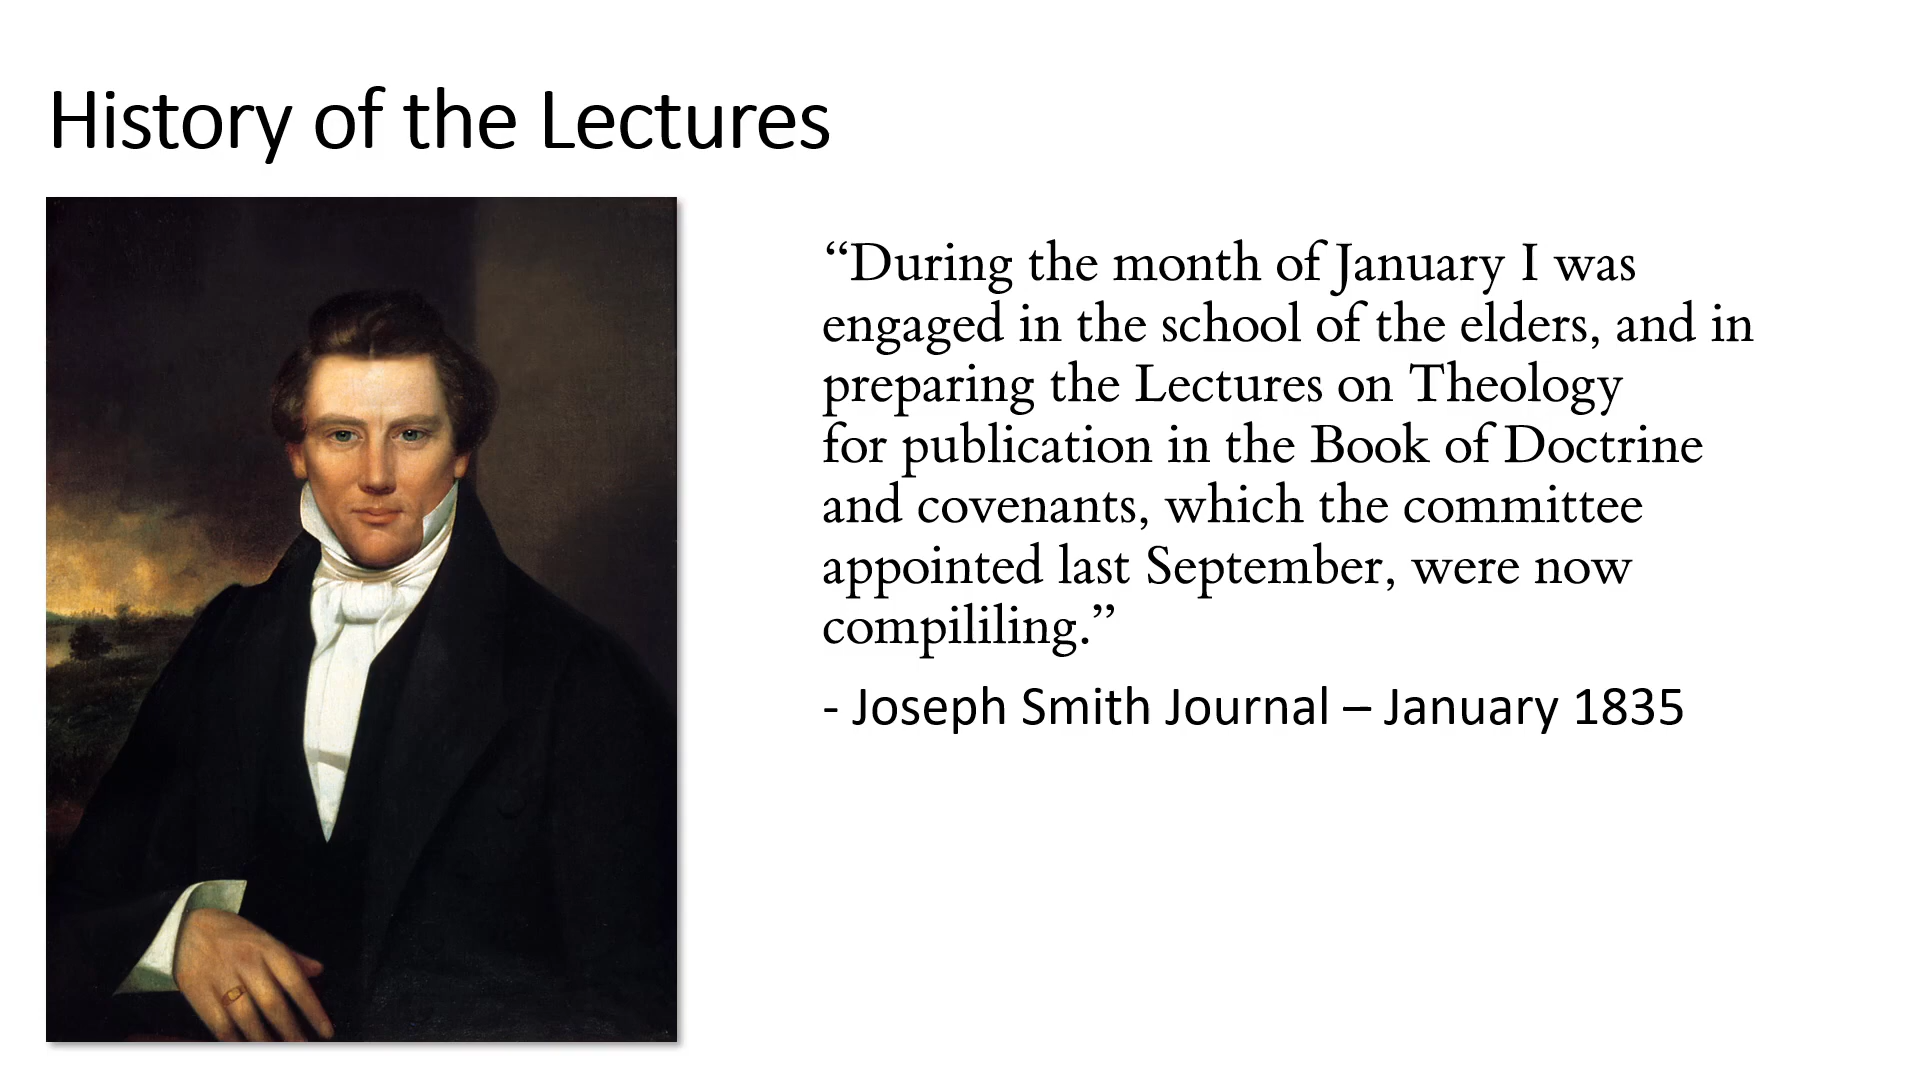 History of the Lectures
“During the month of January I was
engaged in the school of the elders, and in
preparing the Lectures on Theology
for publication in the Book of Doctrine
and covenants, which the committee
appointed last September, were now
compililing.”
- Joseph Smith Journal – January 1835